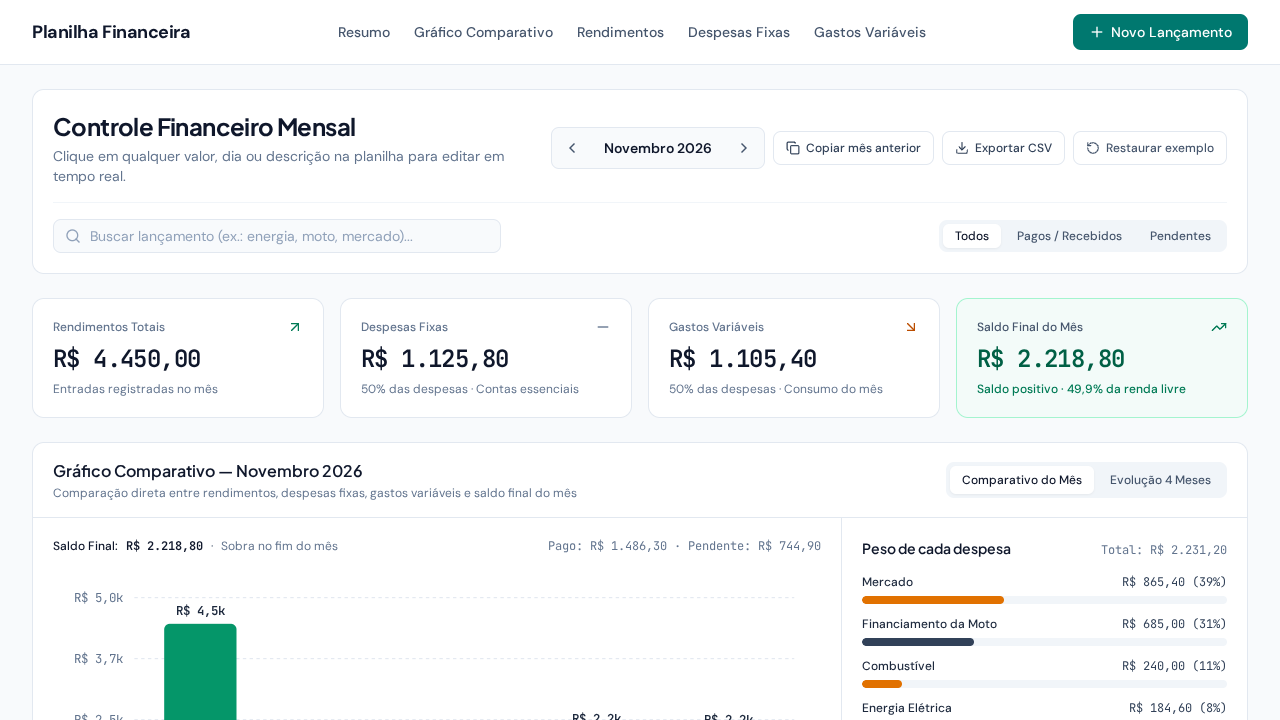 Planilha Financeira
Resumo
Gráfico Comparativo
Rendimentos
Despesas Fixas
Gastos Variáveis
Novo Lançamento
Controle Financeiro Mensal
Clique em qualquer valor, dia ou descrição na planilha para editar em
tempo real.
Novembro 2026
Copiar mês anterior
Exportar CSV
Restaurar exemplo
Buscar lançamento (ex.: energia, moto, mercado)...
Todos
Pagos / Recebidos
Pendentes
Rendimentos Totais
R$ 4.450,00
Entradas registradas no mês
Despesas Fixas
R$ 1.125,80
50% das despesas · Contas essenciais
Gastos Variáveis
R$ 1.105,40
50% das despesas · Consumo do mês
Saldo Final do Mês
R$ 2.218,80
Saldo positivo · 49,9% da renda livre
Gráfico Comparativo — Novembro 2026
Comparação direta entre rendimentos, despesas fixas, gastos variáveis e saldo final do mês
Comparativo do Mês
Evolução 4 Meses
Saldo Final: R$ 2.218,80 · Sobra no fim do mês
Pago: R$ 1.486,30 · Pendente: R$ 744,90
R$ 5,0k
R$ 4,5k
R$ 3,7k
R$ 2,5k
R$ 2,2k
R$ 2,2k
Peso de cada despesa
Total: R$ 2.231,20
Mercado
R$ 865,40 (39%)
Financiamento da Moto
R$ 685,00 (31%)
Combustível
R$ 240,00 (11%)
Energia Elétrica
R$ 184,60 (8%)